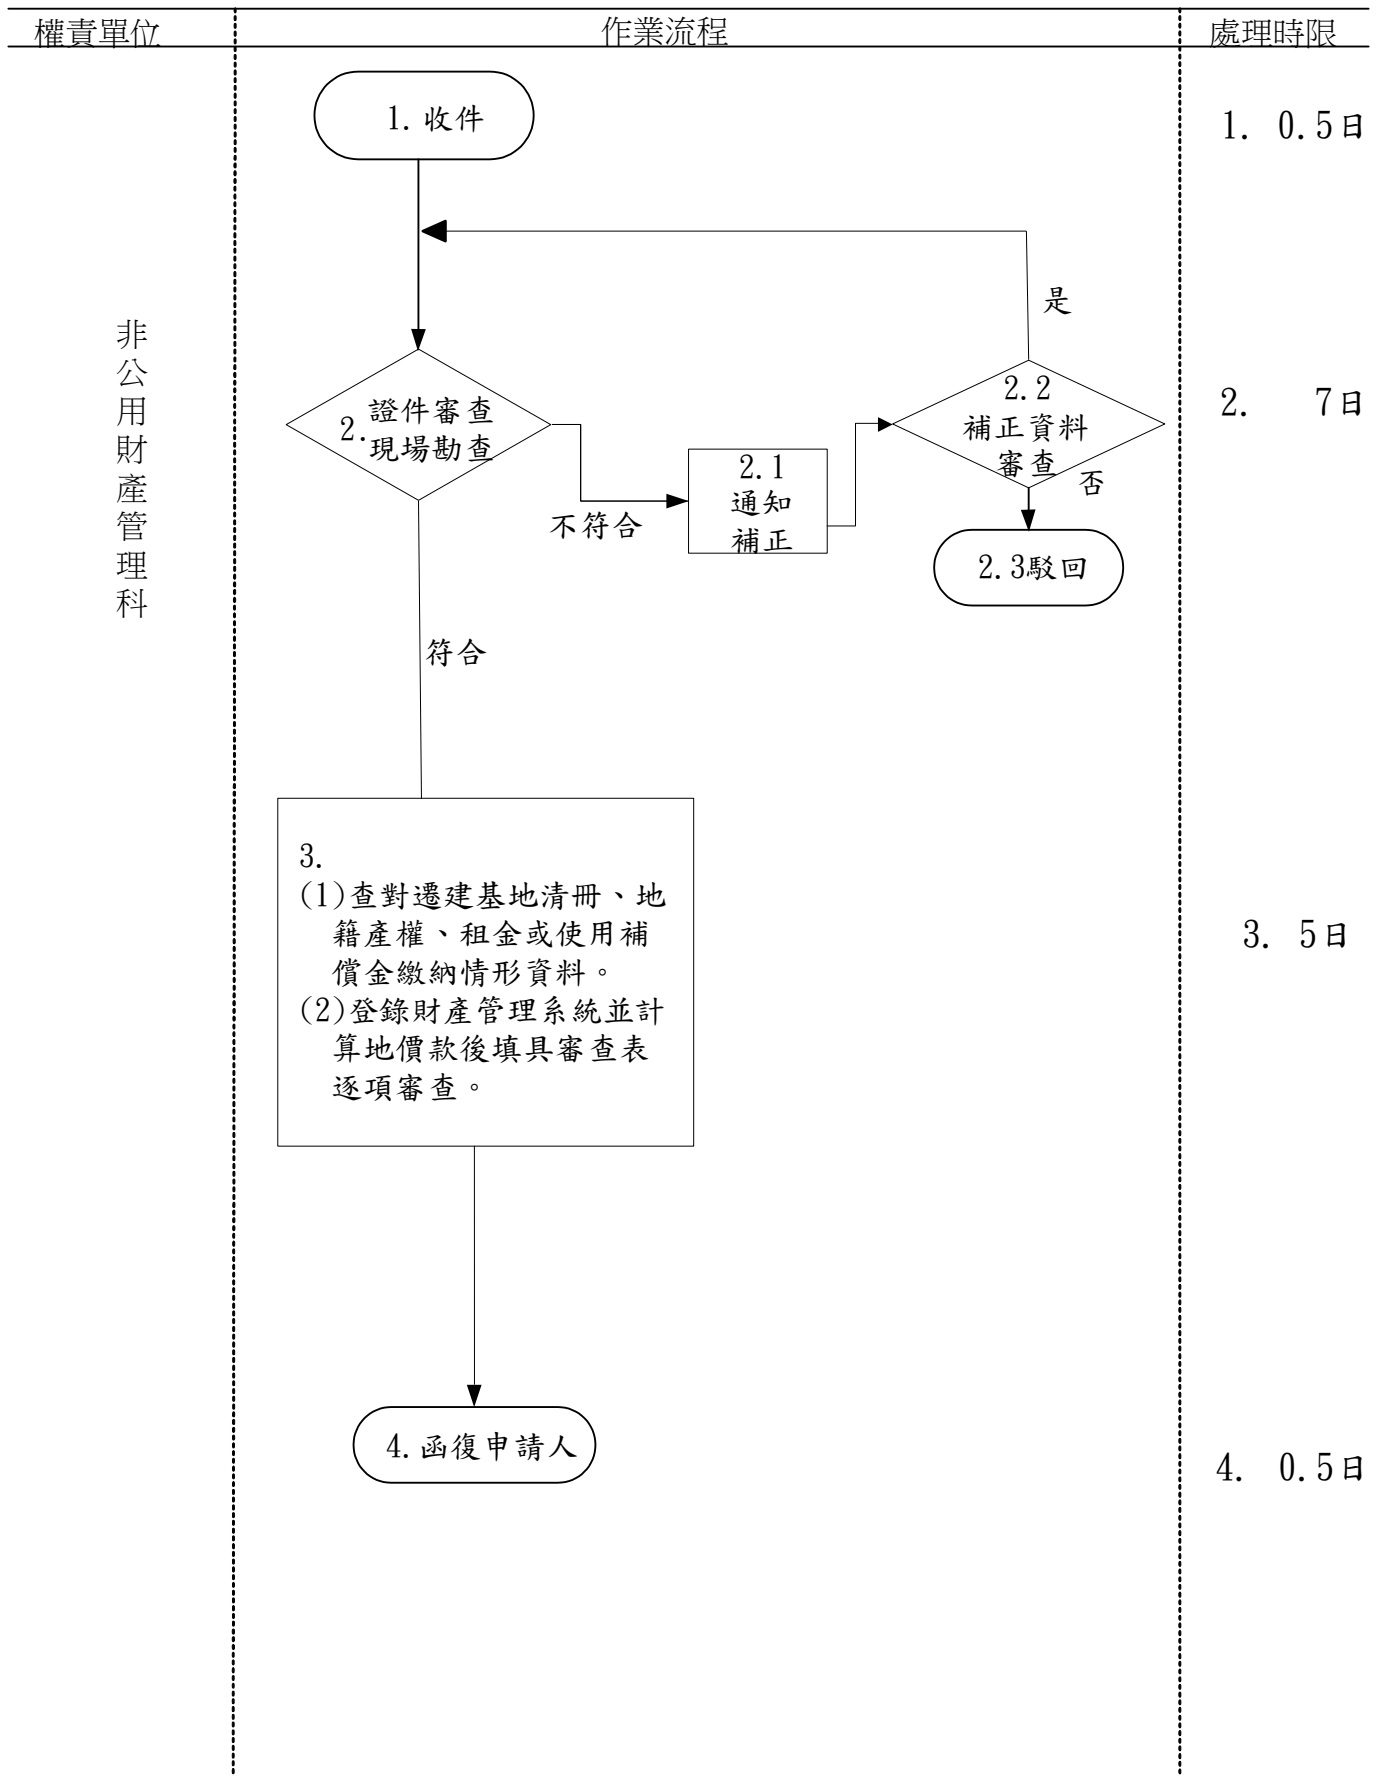 權責單位
作業流程
處理時限
1. 收件
1. 0.5日
是
非公用財產管理科
2. 證件審查
現場勘查
2.2
補正資料
審查
2. 7日
否
2.1
通知
補正
不符合
2.3駁回
符合
3.
(1)查對遷建基地清冊、地
籍產權、租金或使用補
償金繳納情形資料。
(2)登錄財產管理系統並計
算地價款後填具審查表
逐項審查。
3. 5日
4. 函復申請人
4. 0.5日